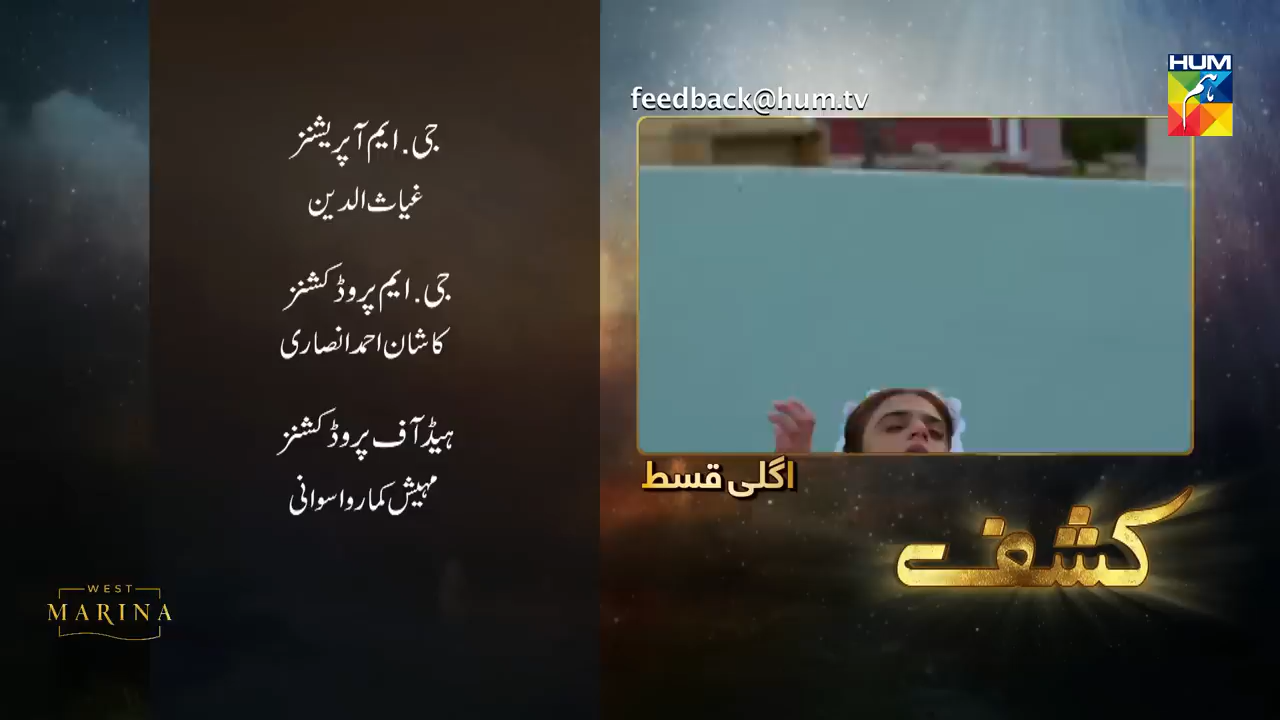 جی. ایم آپریشنز
غیاث الدین
جی. ایم پروڈکشنز
کاشان احمد انصاری
ہیڈ آف پروڈکشنز
مہیش کمار واسوانی
feedback@hum.tv
HUM
ہم
اگلی قسط
کشف
WEST
MARINA